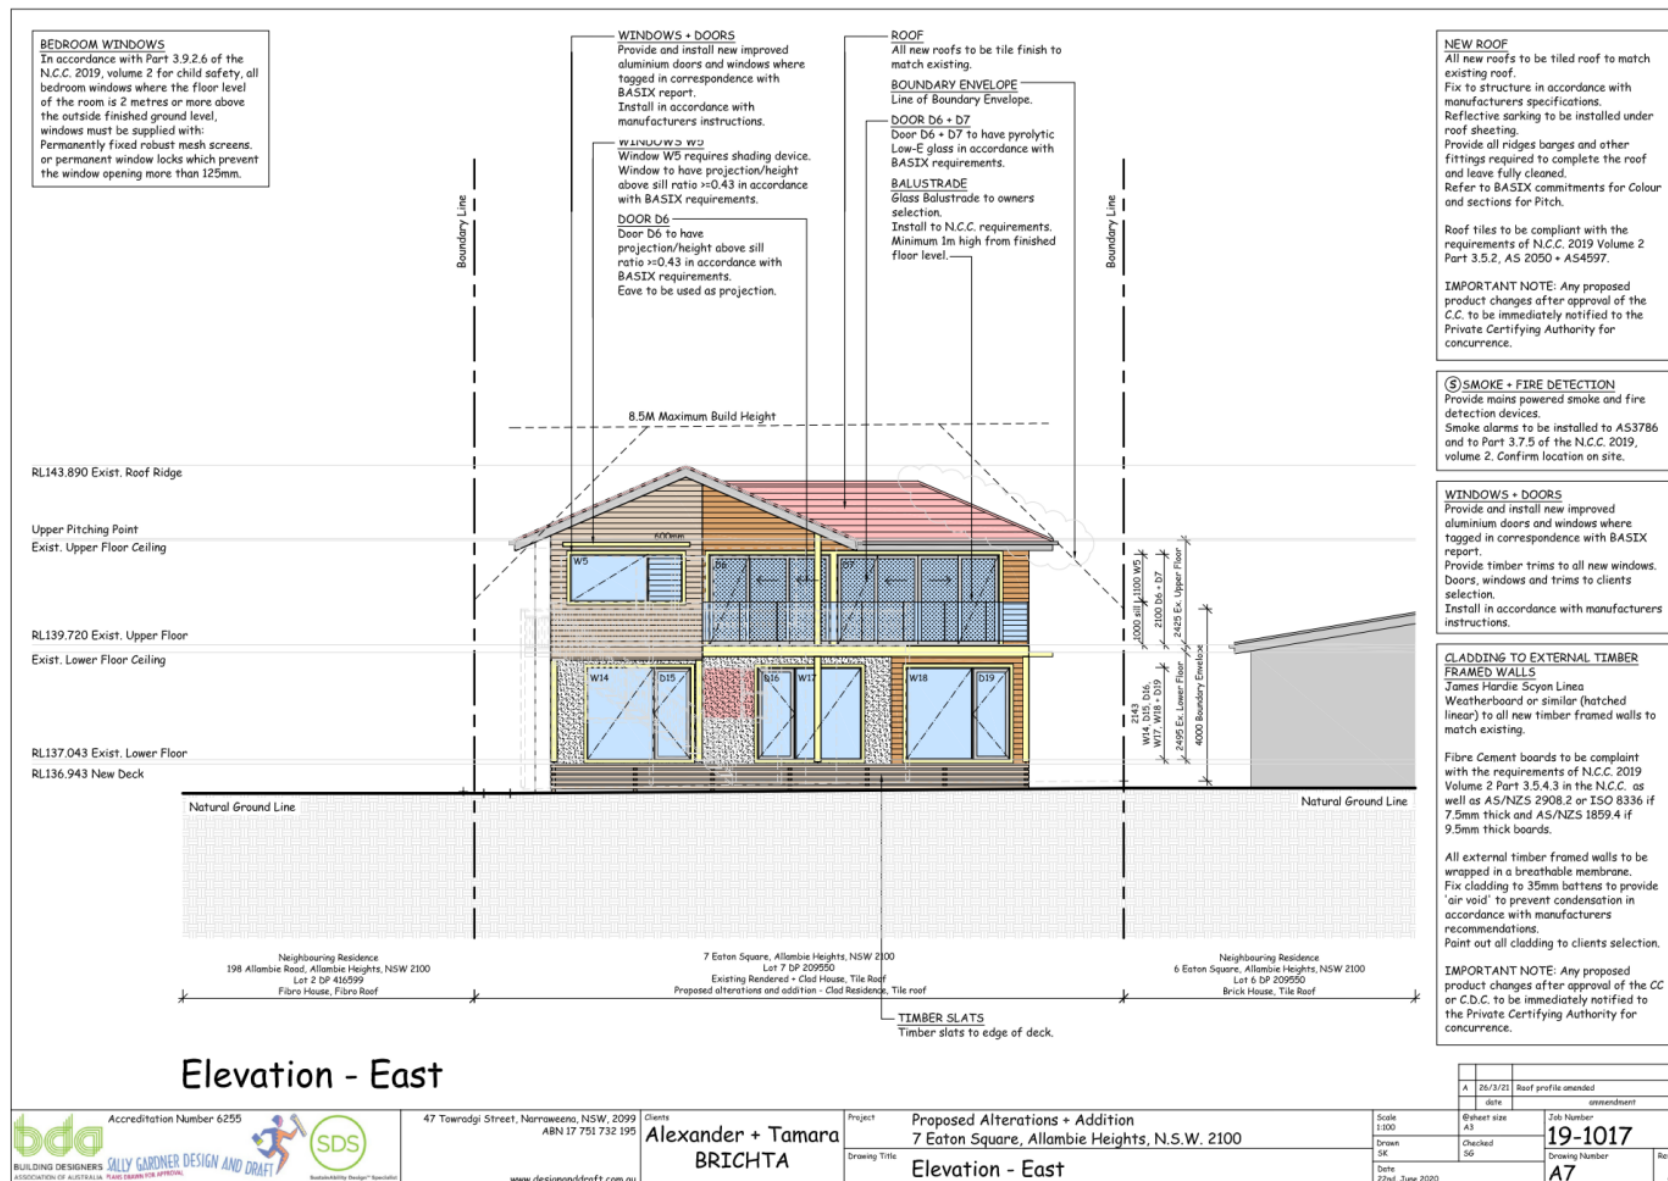 BEDROOM WINDOWS
In accordance with Part 3.9.2.6 of the
N.C.C. 2019, volume 2 for child safety, all
bedroom windows where the floor level
of the room is 2 metres or more above
the outside finished ground level,
windows must be supplied with:
Permanently fixed robust mesh screens.
or permanent window locks which prevent
the window opening more than 125mm.
WINDOWS + DOORS
Provide and install new improved
aluminium doors and windows where
tagged in correspondence with
BASIX report.
Install in accordance with
manufacturers instructions.
WINDOWS W5
Window W5 requires shading device.
Window to have projection/height
above sill ratio >=0.43 in accordance
with BASIX requirements.
DOOR D6
Door D6 to have
projection/height above sill
ratio >=0.43 in accordance with
BASIX requirements.
Eave to be used as projection.
ROOF
All new roofs to be tile finish to
match existing.
BOUNDARY ENVELOPE
Line of Boundary Envelope.
DOOR D6 + D7
Door D6 + D7 to have pyrolytic
Low-E glass in accordance with
BASIX requirements.
BALUSTRADE
Glass Balustrade to owners
selection.
Install to N.C.C. requirements.
Minimum 1m high from finished
floor level.
NEW ROOF
All new roofs to be tiled roof to match
existing roof.
Fix to structure in accordance with
manufacturers specifications.
Reflective sarking to be installed under
roof sheeting.
Provide all ridges barges and other
fittings required to complete the roof
and leave fully cleaned.
Refer to BASIX commitments for Colour
and sections for Pitch.
Roof tiles to be compliant with the
requirements of N.C.C. 2019 Volume 2
Part 3.5.2, AS 2050 + AS4597.
IMPORTANT NOTE: Any proposed
product changes after approval of the
C.C. to be immediately notified to the
Private Certifying Authority for
concurrence.
(S) SMOKE + FIRE DETECTION
Provide mains powered smoke and fire
detection devices.
Smoke alarms to be installed to AS3786
and to Part 3.7.5 of the N.C.C. 2019,
volume 2. Confirm location on site.
WINDOWS + DOORS
Provide and install new improved
aluminium doors and windows where
tagged in correspondence with BASIX
report.
Provide timber trims to all new windows.
Doors, windows and trims to clients
selection.
Install in accordance with manufacturers
instructions.
CLADDING TO EXTERNAL TIMBER
FRAMED WALLS
James Hardie Scyon Linea
Weatherboard or similar (hatched
linear) to all new timber framed walls to
match existing.
Fibre Cement boards to be complaint
with the requirements of N.C.C. 2019
Volume 2 Part 3.5.4.3 in the N.C.C. as
well as AS/NZS 2908.2 or ISO 8336 if
7.5mm thick and AS/NZS 1859.4 if
9.5mm thick boards.
All external timber framed walls to be
wrapped in a breathable membrane.
Fix cladding to 35mm battens to provide
'air void' to prevent condensation in
accordance with manufacturers
recommendations.
Paint out all cladding to clients selection.
IMPORTANT NOTE: Any proposed
product changes after approval of the CC
or C.D.C. to be immediately notified to
the Private Certifying Authority for
concurrence.
Boundary Line
Boundary Line
8.5M Maximum Build Height
RL143.890 Exist. Roof Ridge
Upper Pitching Point
Exist. Upper Floor Ceiling
RL139.720 Exist. Upper Floor
Exist. Lower Floor Ceiling
RL137.043 Exist. Lower Floor
RL136.943 New Deck
600mm
W5
D6
D7
W14
D15
D16
W17
W18
D19
1000 sill
1100 W5
2100 D6 + D7
2425 Ex. Upper Floor
2143
W14, D15, D16,
W17, W18 + D19
2495 Ex. Lower Floor
4000 Boundary Envelope
Natural Ground Line
Natural Ground Line
Neighbouring Residence
198 Allambie Road, Allambie Heights, NSW 2100
Lot 2 DP 416599
Fibro House, Fibro Roof
7 Eaton Square, Allambie Heights, NSW 2100
Lot 7 DP 209550
Existing Rendered + Clad House, Tile Roof
Proposed alterations and addition - Clad Residence, Tile roof
Neighbouring Residence
6 Eaton Square, Allambie Heights, NSW 2100
Lot 6 DP 209550
Brick House, Tile Roof
TIMBER SLATS
Timber slats to edge of deck.
Elevation - East
A 26/3/21 Roof profile amended
date ammendment
bda
BUILDING DESIGNERS
ASSOCIATION OF AUSTRALIA
Accreditation Number 6255
SALLY GARDNER DESIGN AND DRAFT
PLANS DRAWN FOR APPROVAL
SDS
Sustainability Design Specialist
47 Towradgi Street, Narraweena, NSW, 2099
ABN 17 751 732 195
www.designanddraft.com.au
Clients
Alexander + Tamara
BRICHTA
Project
Proposed Alterations + Addition
7 Eaton Square, Allambie Heights, N.S.W. 2100
Drawing Title
Elevation - East
Scale
1:100
@sheet size
A3
Job Number
19-1017
Drawn
SK
Checked
SG
Drawing Number
A7
Date
22nd June 2020